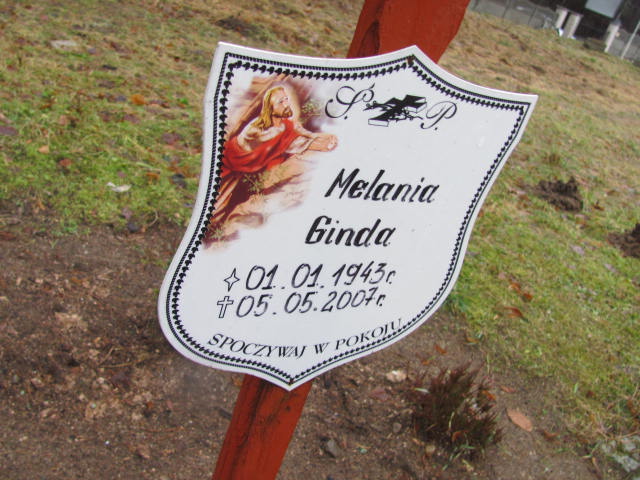 Ś. P.
Melania
Ginda
01.01.1943r.
05.05.2007r.
SPOCZYWAJ W POKOJU